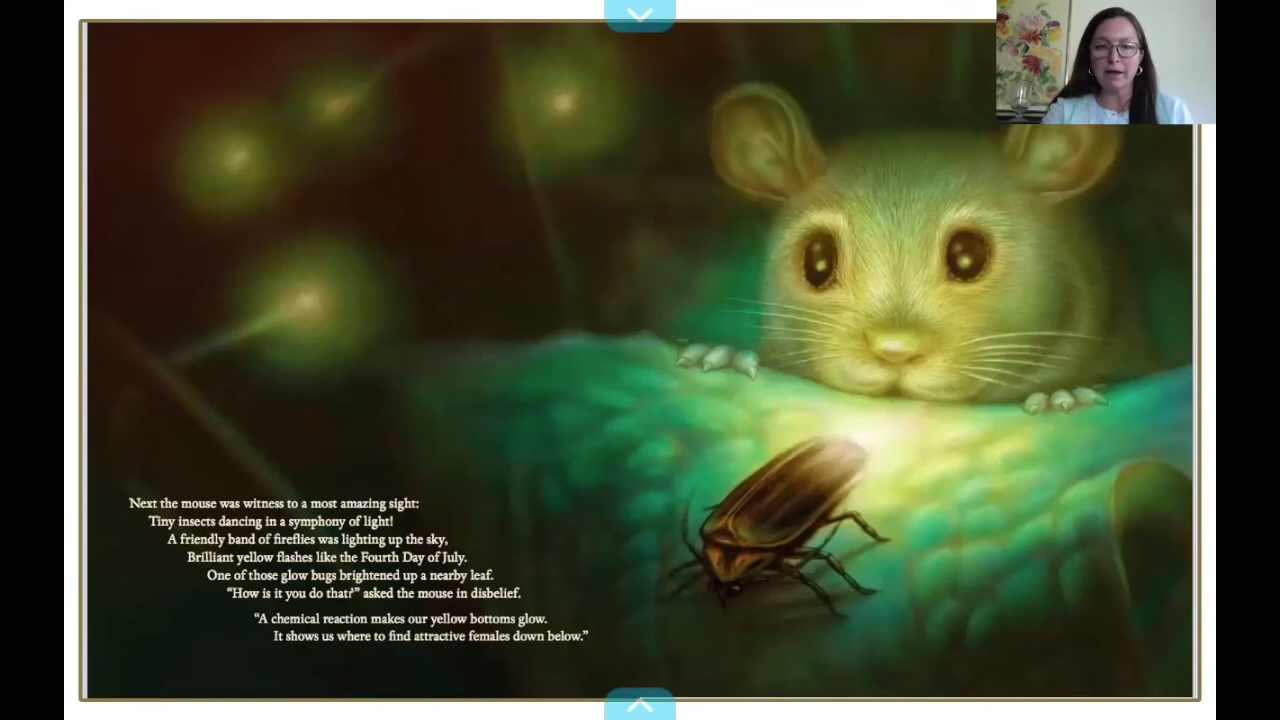 Next the mouse was witness to a most amazing sight:
Tiny insects dancing in a symphony of light!
A friendly band of fireflies was lighting up the sky,
Brilliant yellow flashes like the Fourth Day of July.
One of those glow bugs brightened up a nearby leaf.
“How is it you do that?” asked the mouse in disbelief.
“A chemical reaction makes our yellow bottoms glow.
It shows us where to find attractive females down below.”